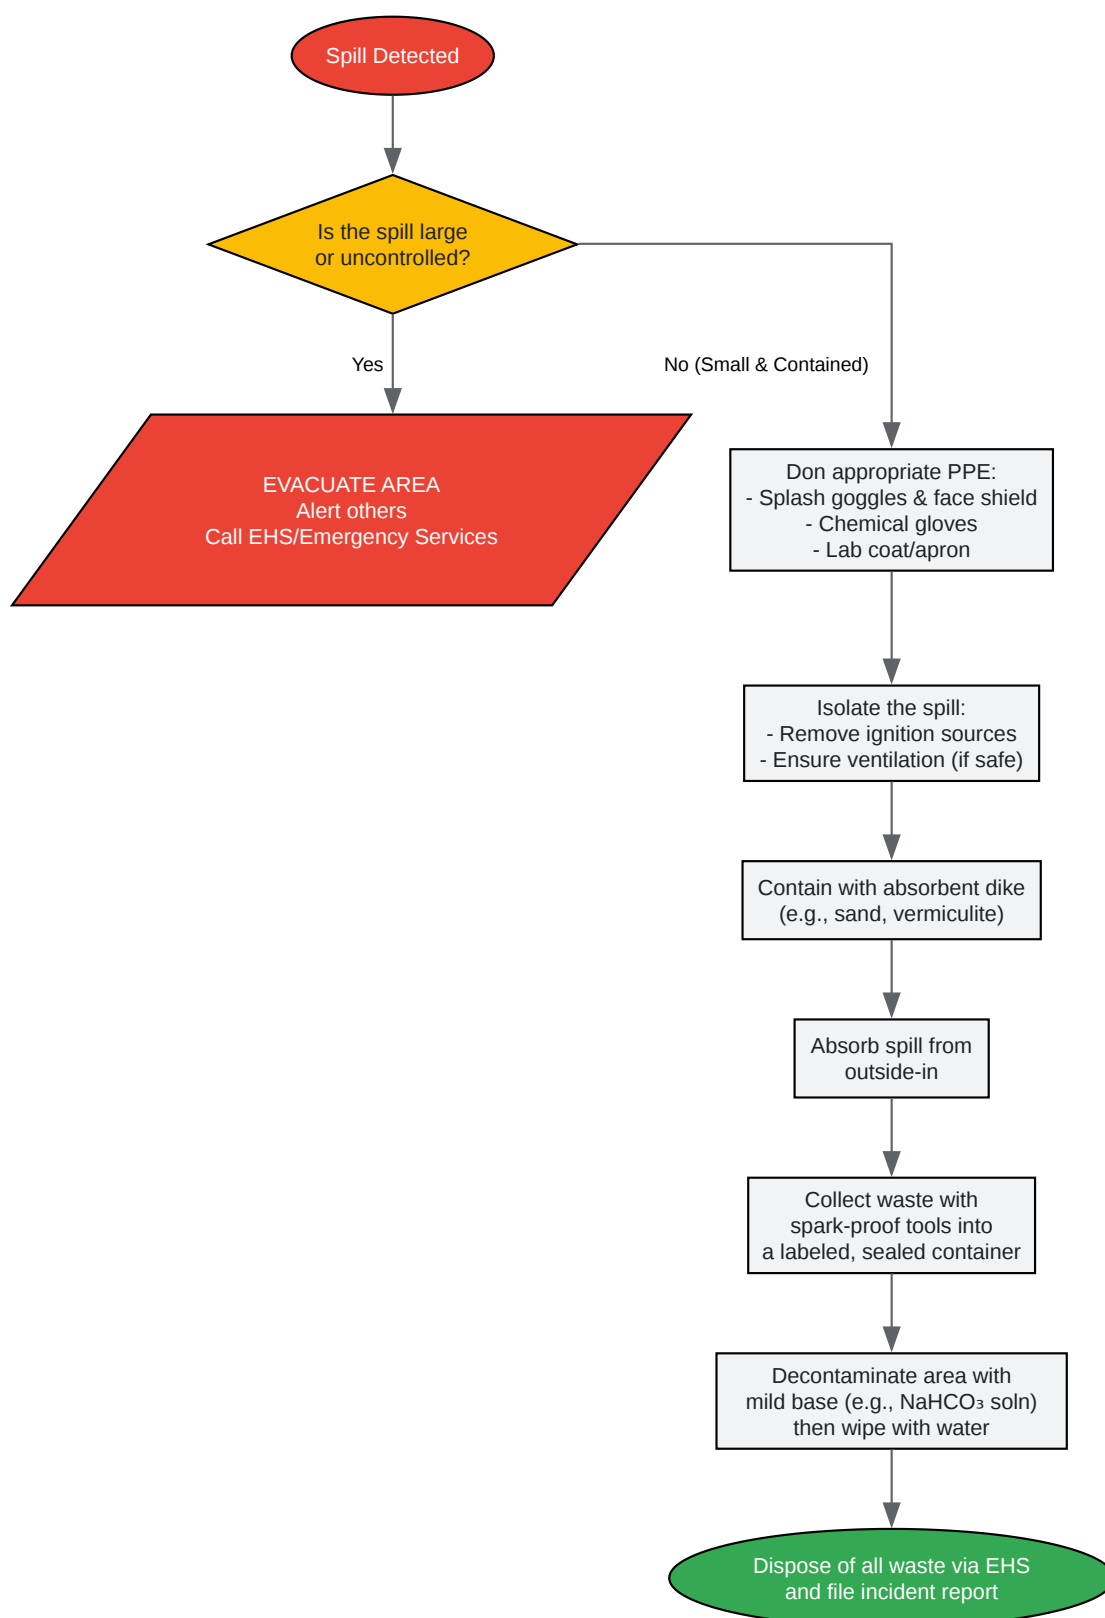 Spill Detected
Is the spill large
or uncontrolled?
Yes
No (Small & Contained)
EVACUATE AREA
Alert others
Call EHS/Emergency Services
Don appropriate PPE:
- Splash goggles & face shield
- Chemical gloves
- Lab coat/apron
Isolate the spill:
- Remove ignition sources
- Ensure ventilation (if safe)
Contain with absorbent dike
(e.g., sand, vermiculite)
Absorb spill from
outside-in
Collect waste with
spark-proof tools into
a labeled, sealed container
Decontaminate area with
mild base (e.g., NaHCO₃ soln)
then wipe with water
Dispose of all waste via EHS
and file incident report